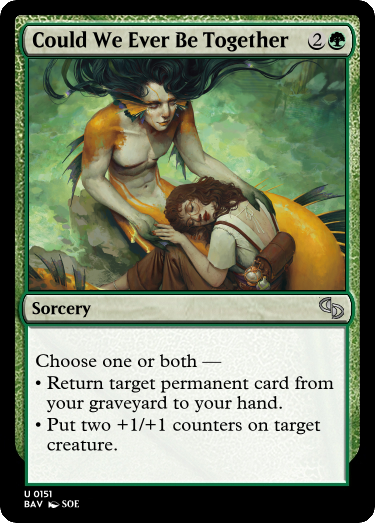 Could We Ever Be Together 2
Sorcery
Choose one or both —
• Return target permanent card from
your graveyard to your hand.
• Put two +1/+1 counters on target
creature.
U 0151
BAV SOE